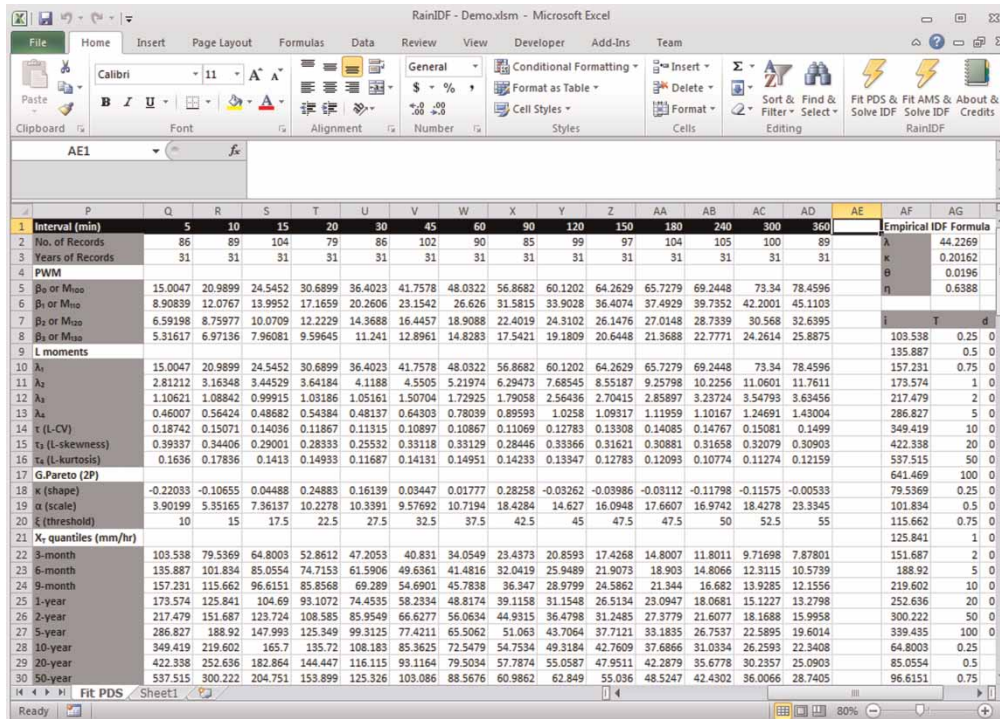 RainIDF - Demo.xlsm - Microsoft Excel
File Home Insert Page Layout Formulas Data Review View Developer Add-Ins Team
Paste
Calibri 11 A A
B I U A
General
$ % ,
Conditional Formatting
Format as Table
Cell Styles
Insert
Delete
Format
Σ
Sort & Filter
Find & Select
Fit PDS & Solve IDF
Fit AMS & Solve IDF
About & Credits
Clipboard Font Alignment Number Styles Cells Editing RainIDF
AE1 fx
P Q R S T U V W X Y Z AA AB AC AD AE AF AG
1 Interval (min) 5 10 15 20 30 45 60 90 120 150 180 240 300 360 Empirical IDF Formula
2 No. of Records 86 89 104 79 86 102 90 85 99 97 104 105 100 89 λ 44.2269
3 Years of Records 31 31 31 31 31 31 31 31 31 31 31 31 31 31 κ 0.20162
4 PWM θ 0.0196
5 β₀ or M₁₀₀ 15.0047 20.9899 24.5452 30.6899 36.4023 41.7578 48.0322 56.8682 60.1202 64.2629 65.7279 69.2448 73.34 78.4596 η 0.6388
6 β₁ or M₁₁₀ 8.90839 12.0767 13.9952 17.1659 20.2606 23.1542 26.626 31.5815 33.9028 36.4074 37.4929 39.7352 42.2001 45.1103
7 β₂ or M₁₂₀ 6.59198 8.75977 10.0709 12.2229 14.3688 16.4457 18.9088 22.4019 24.3102 26.1476 27.0148 28.7339 30.568 32.6395 i T d
8 β₃ or M₁₃₀ 5.31617 6.97136 7.96081 9.59645 11.241 12.8961 14.8283 17.5421 19.1809 20.6448 21.3688 22.7771 24.2614 25.8875 103.538 0.25 0
9 L moments 135.887 0.5 0
10 λ₁ 15.0047 20.9899 24.5452 30.6899 36.4023 41.7578 48.0322 56.8682 60.1202 64.2629 65.7279 69.2448 73.34 78.4596 157.231 0.75 0
11 λ₂ 2.81212 3.16348 3.44529 3.64184 4.1188 4.5505 5.21974 6.29473 7.68545 8.55187 9.25798 10.2256 11.0601 11.7611 173.574 1 0
12 λ₃ 1.10621 1.08842 0.99915 1.03186 1.05161 1.50704 1.72925 1.79058 2.56436 2.70415 2.85897 3.23724 3.54793 3.63456 217.479 2 0
13 λ₄ 0.46007 0.56424 0.48682 0.54384 0.48137 0.64303 0.78039 0.89593 1.0258 1.09317 1.11959 1.10167 1.24691 1.43004 286.827 5 0
14 τ (L-CV) 0.18742 0.15071 0.14036 0.11867 0.11315 0.10897 0.10867 0.11069 0.12783 0.13308 0.14085 0.14767 0.15081 0.1499 349.419 10 0
15 τ₃ (L-skewness) 0.39337 0.34406 0.29001 0.28333 0.25532 0.33118 0.33129 0.28446 0.33366 0.31621 0.30881 0.31658 0.32079 0.30903 422.338 20 0
16 τ₄ (L-kurtosis) 0.1636 0.17836 0.1413 0.14933 0.11687 0.14131 0.14951 0.14233 0.13347 0.12783 0.12093 0.10774 0.11274 0.12159 537.515 50 0
17 G.Pareto (2P) 641.469 100 0
18 κ (shape) -0.22033 -0.10655 0.04488 0.24883 0.16139 0.03447 0.01777 0.28258 -0.03262 -0.03986 -0.03112 -0.11798 -0.11575 -0.00533 79.5369 0.25 0
19 α (scale) 3.90199 5.35165 7.36137 10.2278 10.3391 9.57692 10.7194 18.4284 14.627 16.0948 17.6607 16.9742 18.4278 23.3345 101.834 0.5 0
20 ξ (threshold) 10 15 17.5 22.5 27.5 32.5 37.5 42.5 45 47.5 47.5 50 52.5 55 115.662 0.75 0
21 X_T quantiles (mm/hr) 125.841 1 0
22 3-month 103.538 79.5369 64.8003 52.8612 47.2053 40.831 34.0549 23.4373 20.8593 17.4268 14.8007 11.8011 9.71698 7.87801 151.687 2 0
23 6-month 135.887 101.834 85.0554 74.7153 61.5906 49.6361 41.4816 32.0419 25.9489 21.9073 18.903 14.8066 12.3115 10.5739 188.92 5 0
24 9-month 157.231 115.662 96.6151 85.8568 69.289 54.6901 45.7838 36.347 28.9799 24.5862 21.344 16.682 13.9285 12.1556 219.602 10 0
25 1-year 173.574 125.841 104.69 93.1072 74.4535 58.2334 48.8174 39.1158 31.1548 26.5134 23.0947 18.0681 15.1227 13.2798 252.636 20 0
26 2-year 217.479 151.687 123.724 108.585 85.9549 66.6277 56.0634 44.9315 36.4798 31.2485 27.3779 21.6077 18.1688 15.9958 300.222 50 0
27 5-year 286.827 188.92 147.993 125.349 99.3125 77.4211 65.5062 51.063 43.7064 37.7121 33.1835 26.7537 22.5895 19.6014 339.435 100 0
28 10-year 349.419 219.602 165.7 135.72 108.183 85.3625 72.5479 54.7534 49.3184 42.7609 37.6866 31.0334 26.2593 22.3408 64.8003 0.25
29 20-year 422.338 252.636 182.864 144.447 116.115 93.1164 79.5034 57.7874 55.0587 47.9511 42.2879 35.6778 30.2357 25.0903 85.0554 0.5
30 50-year 537.515 300.222 204.751 153.899 125.326 103.086 88.5676 60.9362 62.849 55.036 48.5247 42.4302 36.0066 28.7405 96.6151 0.75
Fit PDS Sheet1
Ready 80%